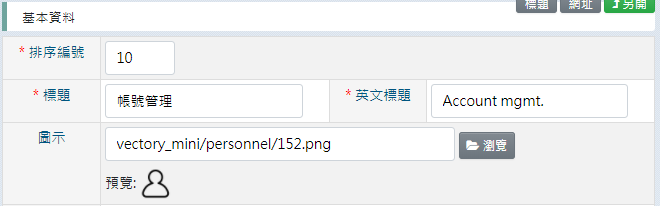 標題 網址 另開
基本資料
* 排序編號 10
* 標題 帳號管理 * 英文標題 Account mgmt.
圖示 vectory_mini/personnel/152.png 瀏覽
預覽: